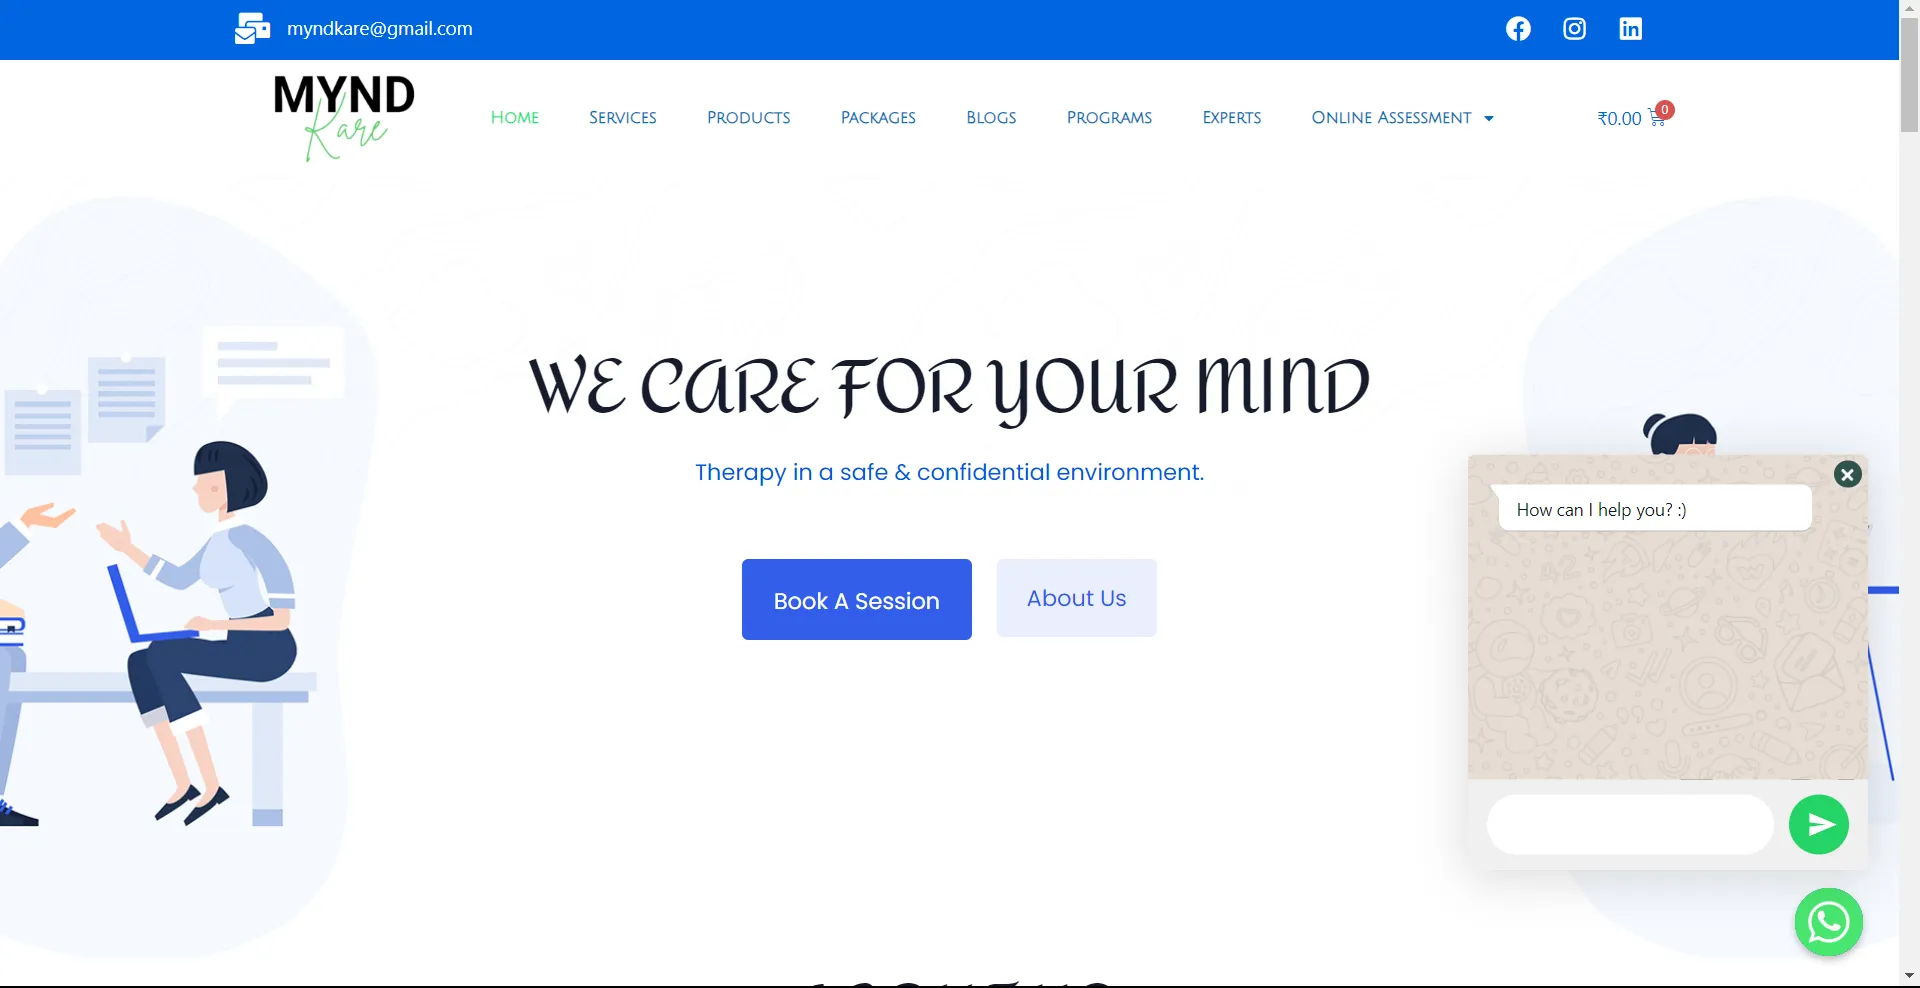 myndkare@gmail.com
MYND
Kare
Home
Services
Products
Packages
Blogs
Programs
Experts
Online Assessment
₹0.00 0
WE CARE FOR YOUR MIND
Therapy in a safe & confidential environment.
Book A Session
About Us
How can I help you? :)